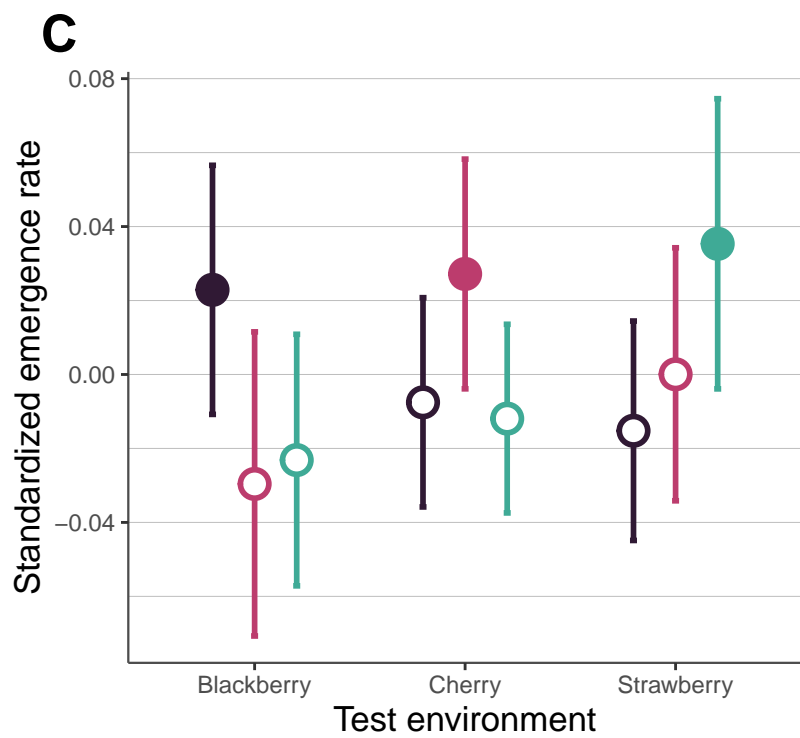 C
Standardized emergence rate
0.08
0.04
0.00
−0.04
Blackberry Cherry Strawberry
Test environment